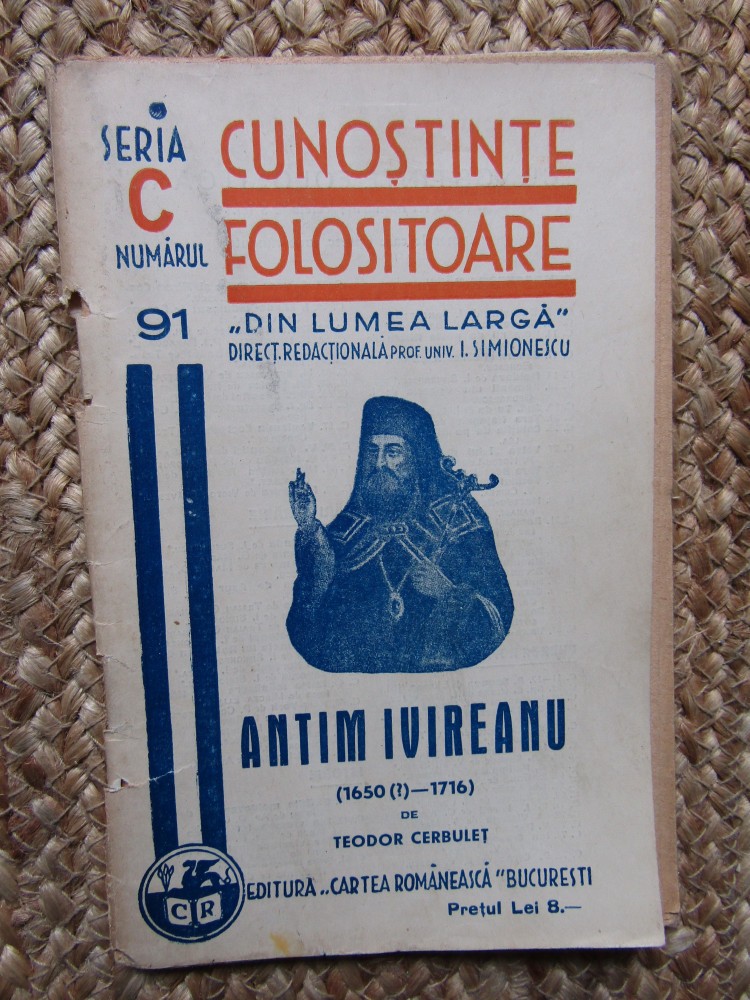 SERIA
C
NUMĂRUL
91
CUNOȘTINȚE
FOLOSITOARE
„DIN LUMEA LARGĂ”
DIRECT. REDACȚIONALĂ PROF. UNIV. I. SIMIONESCU
ANTIM IVIREANU
(1650 (?)—1716)
DE
TEODOR CERBULEȚ
EDITURA „CARTEA ROMÂNEASCĂ” BUCUREȘTI
Prețul Lei 8.—
C R